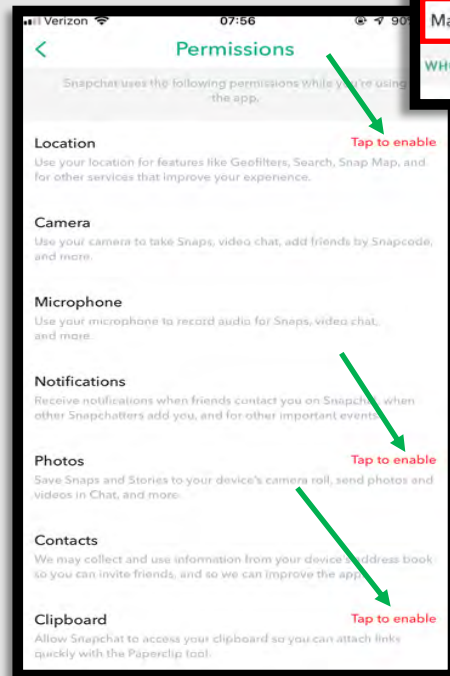 Verizon 07:56 90
Permissions
Snapchat uses the following permissions while you're using
the app.
Location Tap to enable
Use your location for features like Geofilters, Search, Snap Map, and
for other services that improve your experience.
Camera
Use your camera to take Snaps, video chat, add friends by Snapcode,
and more.
Microphone
Use your microphone to record audio for Snaps, video chat,
and more.
Notifications
Receive notifications when friends contact you on Snapchat, when
other Snapchatters add you, and for other important events.
Photos Tap to enable
Save Snaps and Stories to your device's camera roll, send photos and
videos in Chat, and more.
Contacts
We may collect and use information from your device's address book
so you can invite friends, and so we can improve the app.
Clipboard Tap to enable
Allow Snapchat to access your clipboard so you can attach links
quickly with the Paperclip tool.
Ma
WH